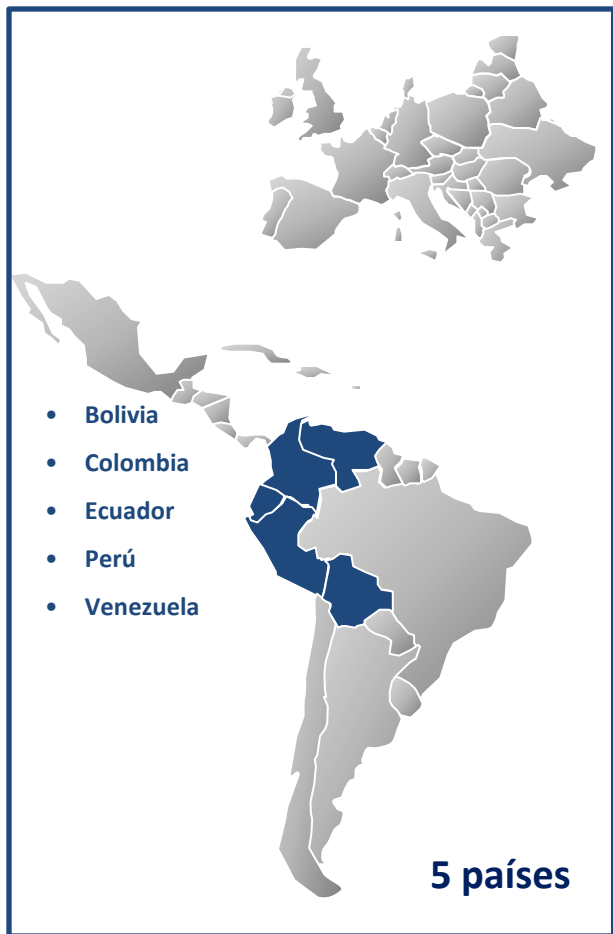 • Bolivia
• Colombia
• Ecuador
• Perú
• Venezuela
5 países